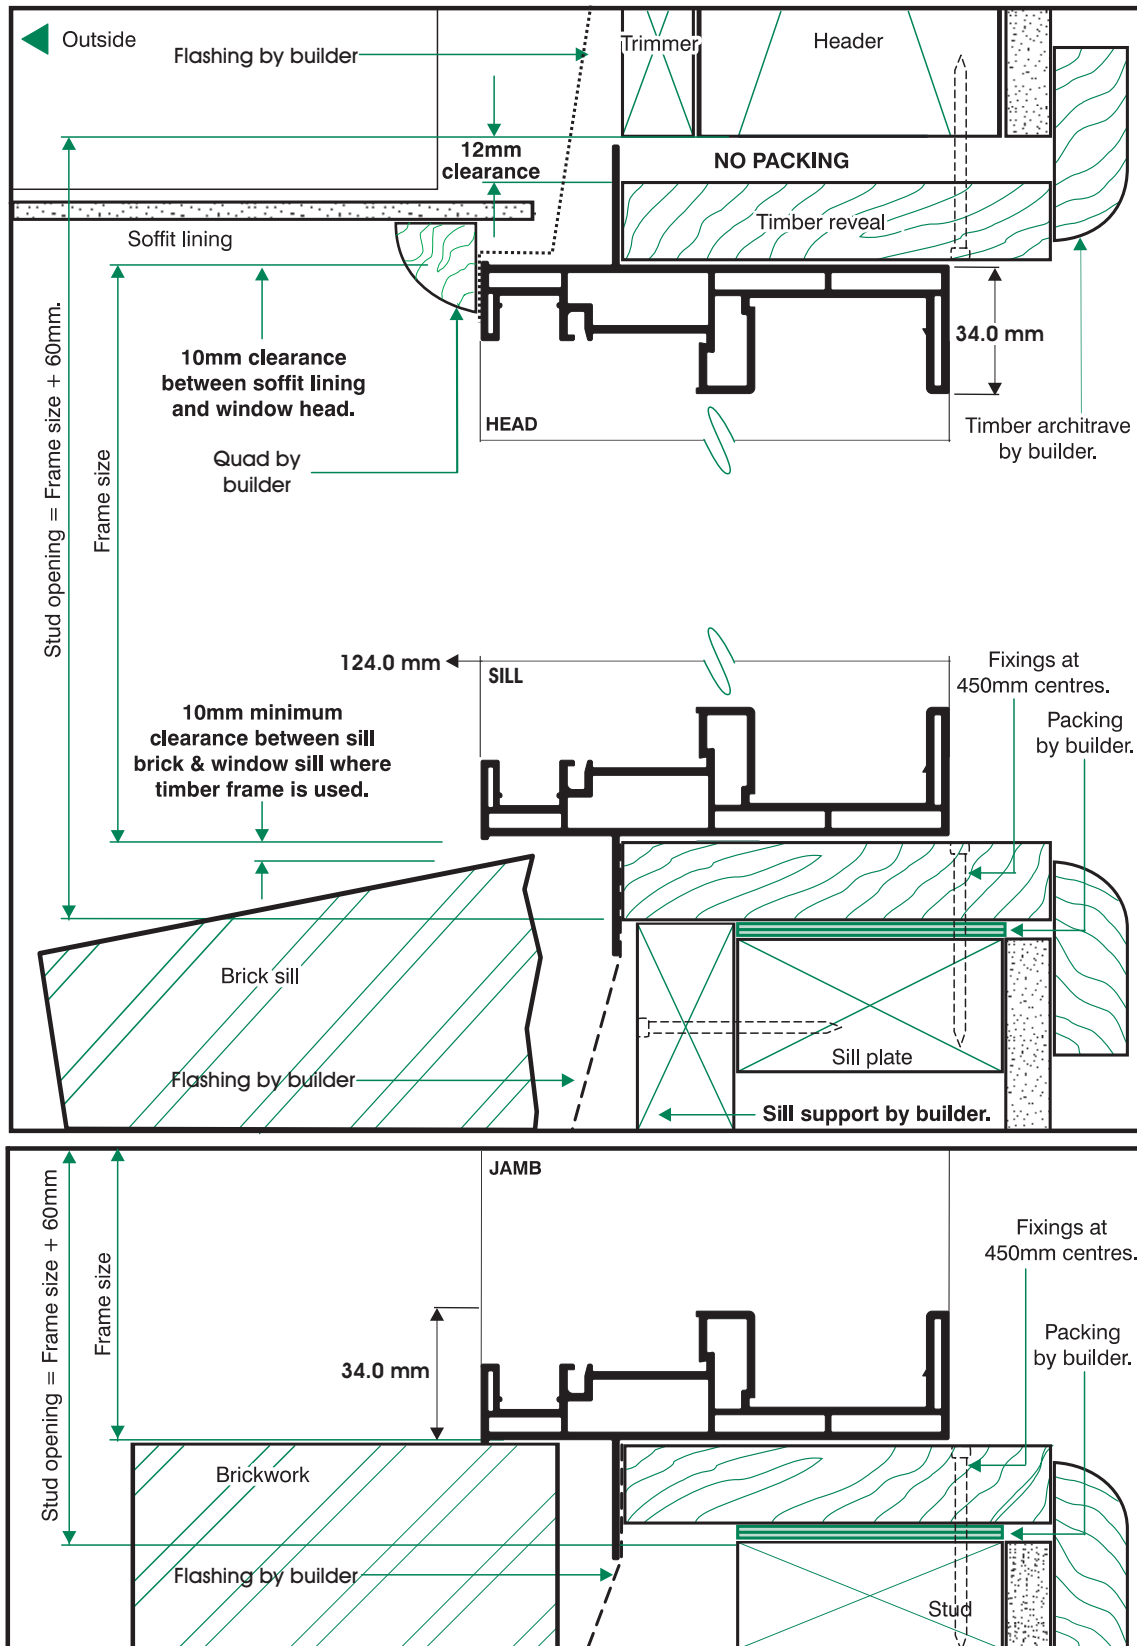 Outside
Flashing by builder
Trimmer
Header
12mm
clearance
NO PACKING
Timber reveal
Soffit lining
Stud opening = Frame size + 60mm.
Frame size
10mm clearance
between soffit lining
and window head.
34.0 mm
HEAD
Quad by
builder
Timber architrave
by builder.
124.0 mm
SILL
Fixings at
450mm centres.
10mm minimum
clearance between sill
brick & window sill where
timber frame is used.
Packing
by builder.
Brick sill
Flashing by builder
Sill plate
Sill support by builder.
JAMB
Stud opening = Frame size + 60mm
Frame size
Fixings at
450mm centres.
34.0 mm
Packing
by builder.
Brickwork
Flashing by builder
Stud